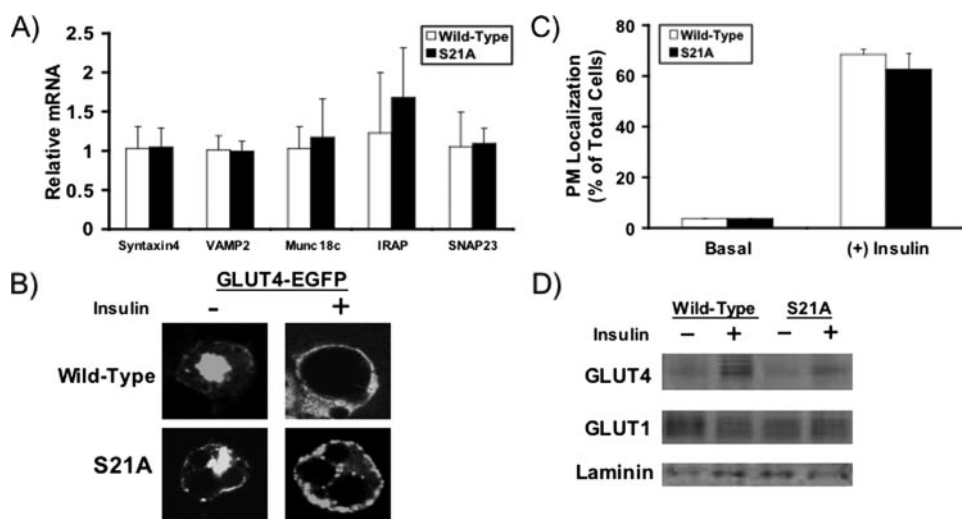 A)
Relative mRNA
2.5
2
1.5
1
0.5
0
Wild-Type
S21A
Syntaxin4 VAMP2 Munc18c IRAP SNAP23
B)
GLUT4-EGFP
Insulin - +
Wild-Type
S21A
C)
PM Localization
(% of Total Cells)
80
60
40
20
0
Wild-Type
S21A
Basal (+) Insulin
D)
Wild-Type S21A
Insulin - + - +
GLUT4
GLUT1
Laminin